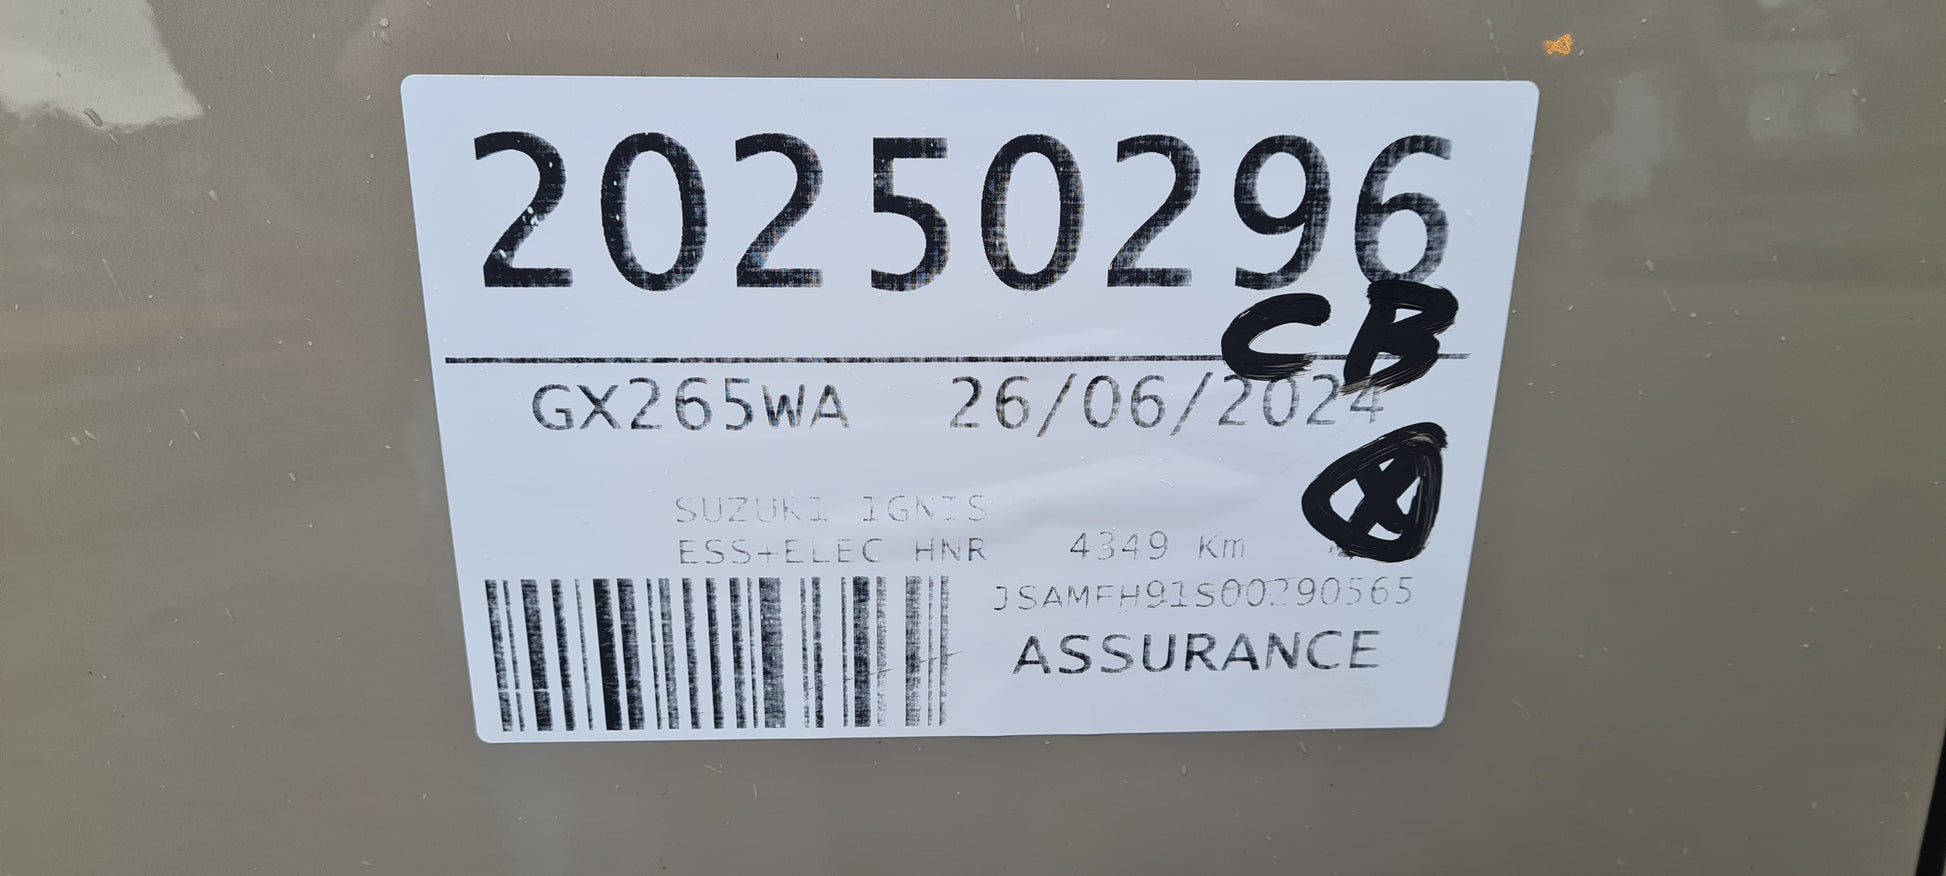 20250296
CB
GX265WA 26/06/2024
X
SUZUKI IGNIS
ESS+ELEC HNR 4349 Km
JSAMFH91S00290565
ASSURANCE